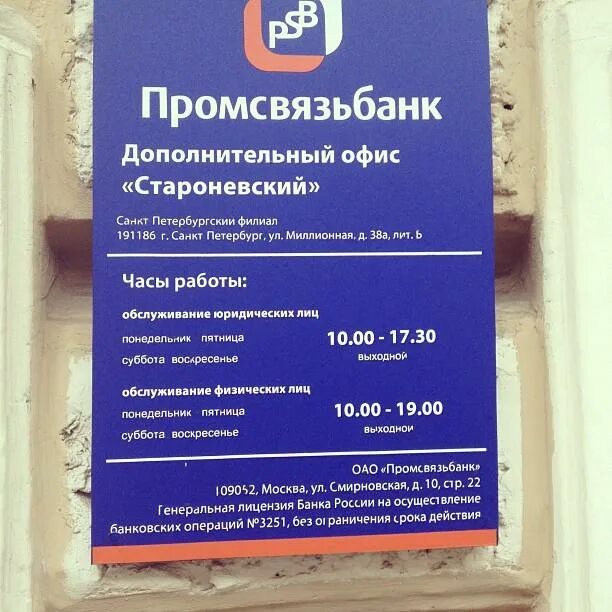 PSB
Промсвязьбанк
Дополнительный офис
«Староневский»
Санкт Петербургский филиал
191186 г. Санкт Петербург, ул. Миллионная, д. 38а, лит. Ь
Часы работы:
обслуживание юридических лиц
понедельник пятница 10.00 - 17.30
суббота воскресенье выходной
обслуживание физических лиц
понедельник пятница 10.00 - 19.00
суббота воскресенье выходной
ОАО «Промсвязьбанк»
109052, Москва, ул. Смирновская, д. 10, стр. 22
Генеральная лицензия Банка России на осуществление
банковских операций №3251, без ограничения срока действия